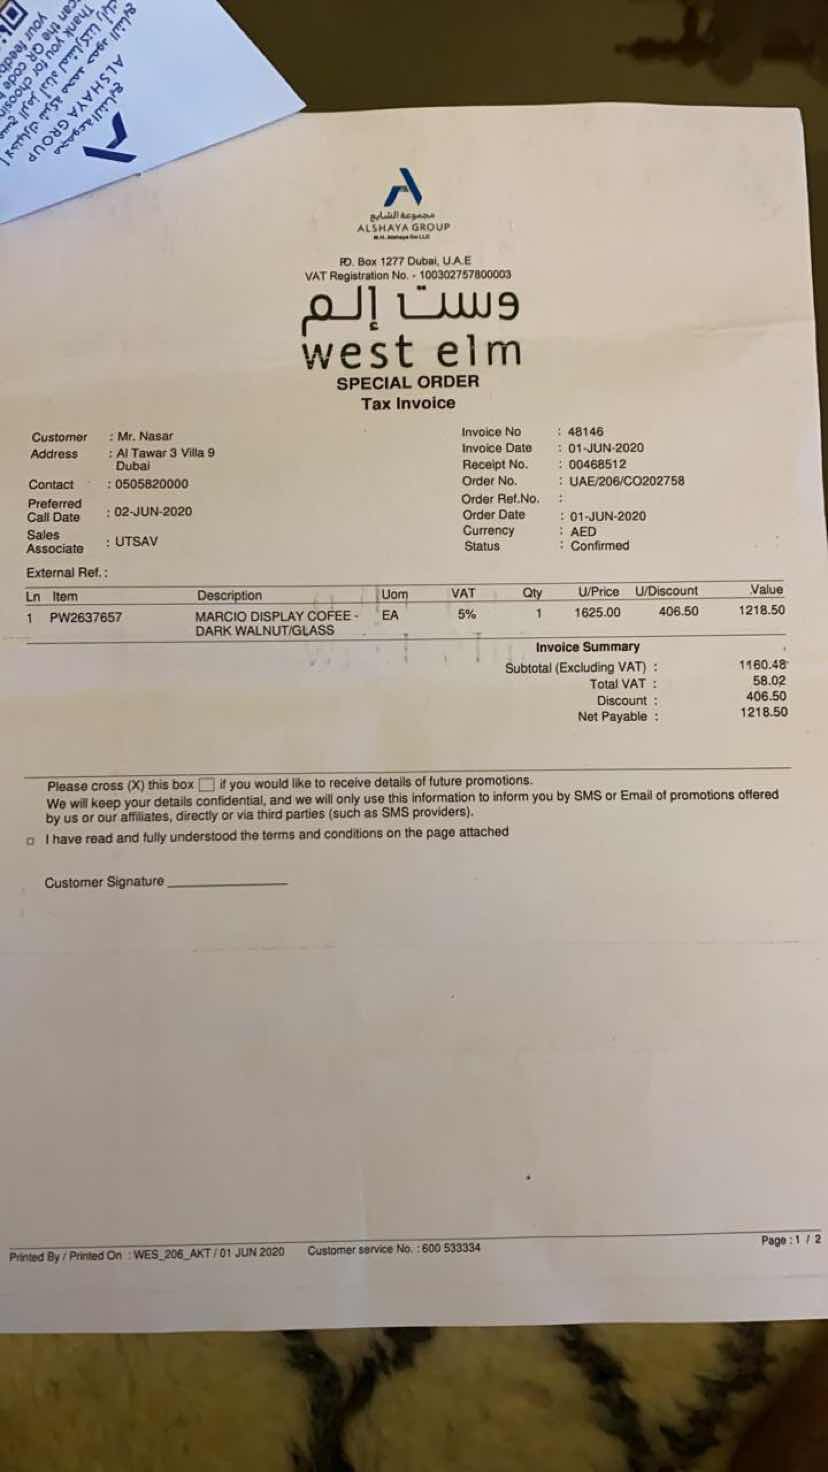 مجموعة الشايع
ALSHAYA GROUP
M.H. Alshaya Co LLC
P.O. Box 1277 Dubai, U.A.E
VAT Registration No. - 100302757800003
وست إلم
west elm
SPECIAL ORDER
Tax Invoice
Customer : Mr. Nasar
Address : Al Tawar 3 Villa 9
Dubai
Contact : 0505820000
Preferred
Call Date : 02-JUN-2020
Sales
Associate : UTSAV
External Ref. :
Invoice No : 48146
Invoice Date : 01-JUN-2020
Receipt No. : 00468512
Order No. : UAE/206/CO202758
Order Ref.No. :
Order Date : 01-JUN-2020
Currency : AED
Status : Confirmed
Ln Item Description Uom VAT Qty U/Price U/Discount Value
1 PW2637657 MARCIO DISPLAY COFEE - EA 5% 1 1625.00 406.50 1218.50
DARK WALNUT/GLASS
Invoice Summary
Subtotal (Excluding VAT) : 1160.48
Total VAT : 58.02
Discount : 406.50
Net Payable : 1218.50
Please cross (X) this box if you would like to receive details of future promotions.
We will keep your details confidential, and we will only use this information to inform you by SMS or Email of promotions offered
by us or our affiliates, directly or via third parties (such as SMS providers).
I have read and fully understood the terms and conditions on the page attached
Customer Signature
Printed By / Printed On : WES_206_AKT / 01 JUN 2020 Customer service No. : 600 533334
Page : 1 / 2
مجموعة الشايع
ALSHAYA GROUP
Thank you for choosing
the QR code
your